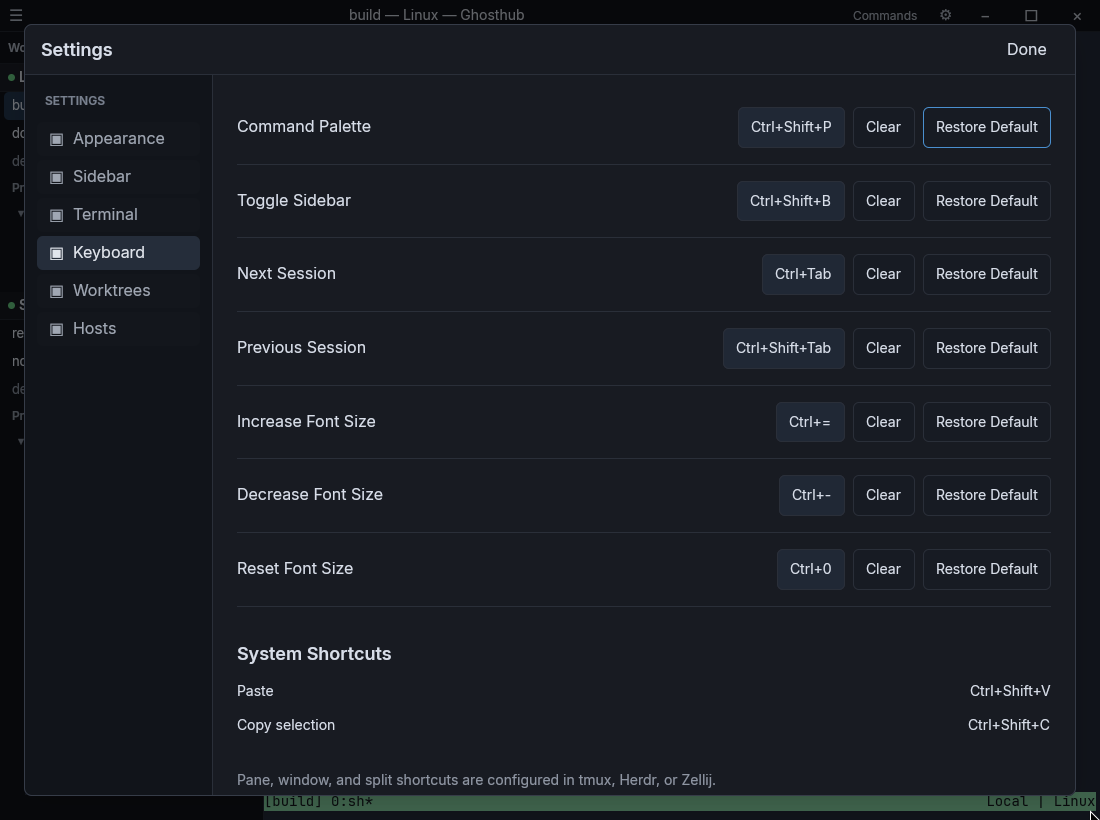 build — Linux — Ghosthub
Commands
Settings
Done
SETTINGS
Appearance
Sidebar
Terminal
Keyboard
Worktrees
Hosts
Command Palette Ctrl+Shift+P Clear Restore Default
Toggle Sidebar Ctrl+Shift+B Clear Restore Default
Next Session Ctrl+Tab Clear Restore Default
Previous Session Ctrl+Shift+Tab Clear Restore Default
Increase Font Size Ctrl+= Clear Restore Default
Decrease Font Size Ctrl+- Clear Restore Default
Reset Font Size Ctrl+0 Clear Restore Default
System Shortcuts
Paste Ctrl+Shift+V
Copy selection Ctrl+Shift+C
Pane, window, and split shortcuts are configured in tmux, Herdr, or Zellij.
[build] 0:sh* Local | Linux